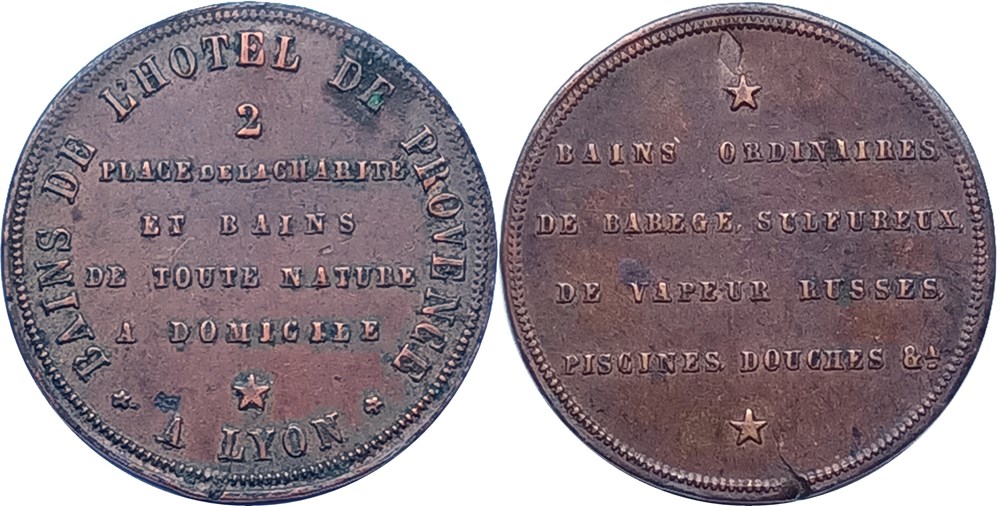 BAINS DE L'HOTEL DE PROVENCE
2
PLACE DE LA CHARITE
ET BAINS
DE TOUTE NATURE
A DOMICILE
A LYON
BAINS ORDINAIRES
DE BAREGE, SULFUREUX,
DE VAPEUR RUSSES,
PISCINES, DOUCHES &A